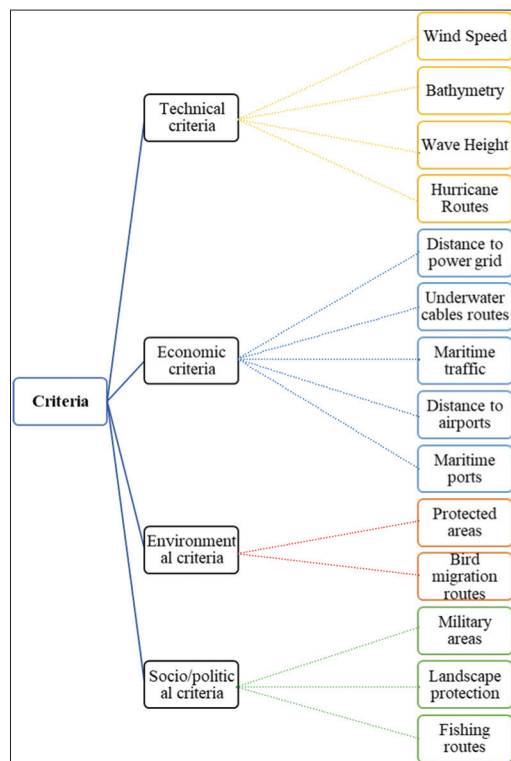 Criteria
Technical
criteria
Wind Speed
Bathymetry
Wave Height
Hurricane
Routes
Economic
criteria
Distance to
power grid
Underwater
cables routes
Maritime
traffic
Distance to
airports
Maritime
ports
Environment
al criteria
Protected
areas
Bird
migration
routes
Socio/politic
al criteria
Military
areas
Landscape
protection
Fishing
routes